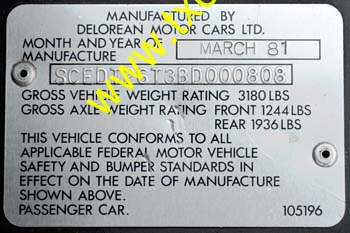 MANUFACTURED BY
DELOREAN MOTOR CARS LTD.
MONTH AND YEAR OF
MANUFACTURE
MARCH 81
GROSS VEHICLE WEIGHT RATING 3180 LBS
GROSS AXLE WEIGHT RATING FRONT 1244 LBS
REAR 1936 LBS
THIS VEHICLE CONFORMS TO ALL
APPLICABLE FEDERAL MOTOR VEHICLE
SAFETY AND BUMPER STANDARDS IN
EFFECT ON THE DATE OF MANUFACTURE
SHOWN ABOVE.
PASSENGER CAR. 105196